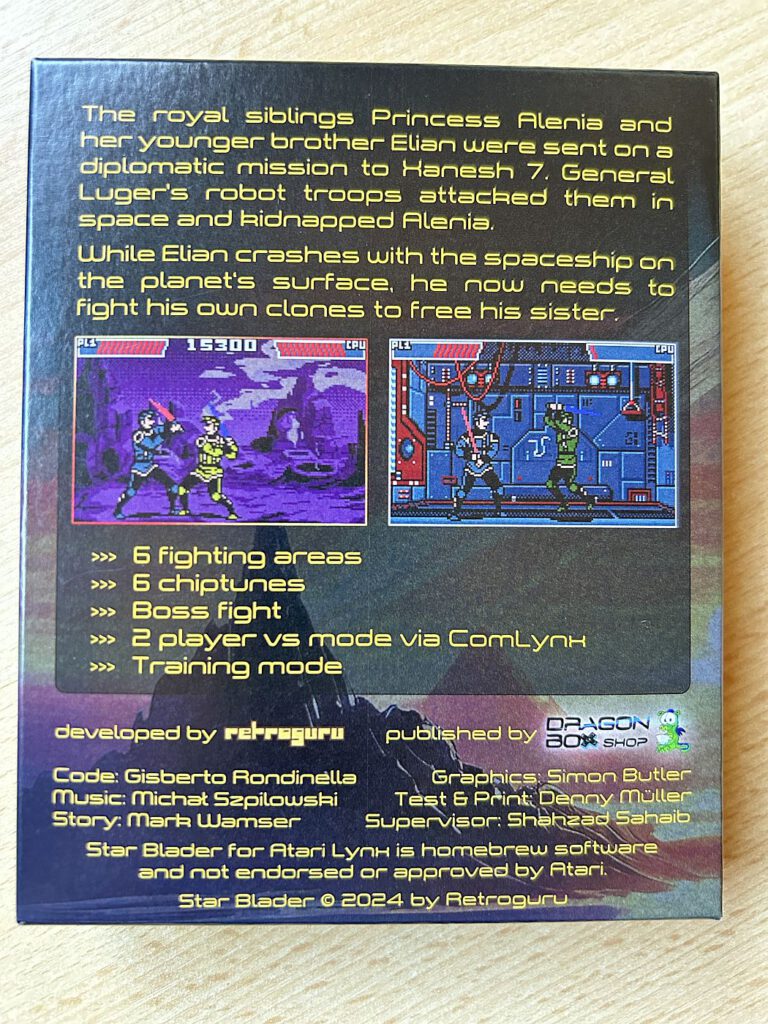 The royal siblings Princess Alenia and
her younger brother Elian were sent on a
diplomatic mission to Xanesh 7. General
Luger's robot troops attacked them in
space and kidnapped Alenia.
While Elian crashes with the spaceship on
the planet's surface, he now needs to
fight his own clones to free his sister.
PL1 15300 CPU
PL1 CPU
>>> 6 fighting areas
>>> 6 chiptunes
>>> Boss fight
>>> 2 player vs mode via ComLynx
>>> Training mode
developed by retroguru
published by DRAGON BOX SHOP
Code: Gisberto Rondinella
Music: Michał Szpilowski
Story: Mark Wamser
Graphics: Simon Butler
Test & Print: Danny Müller
Supervisor: Shahzad Sahaib
Star Blader for Atari Lynx is homebrew software
and not endorsed or approved by Atari.
Star Blader © 2024 by Retroguru